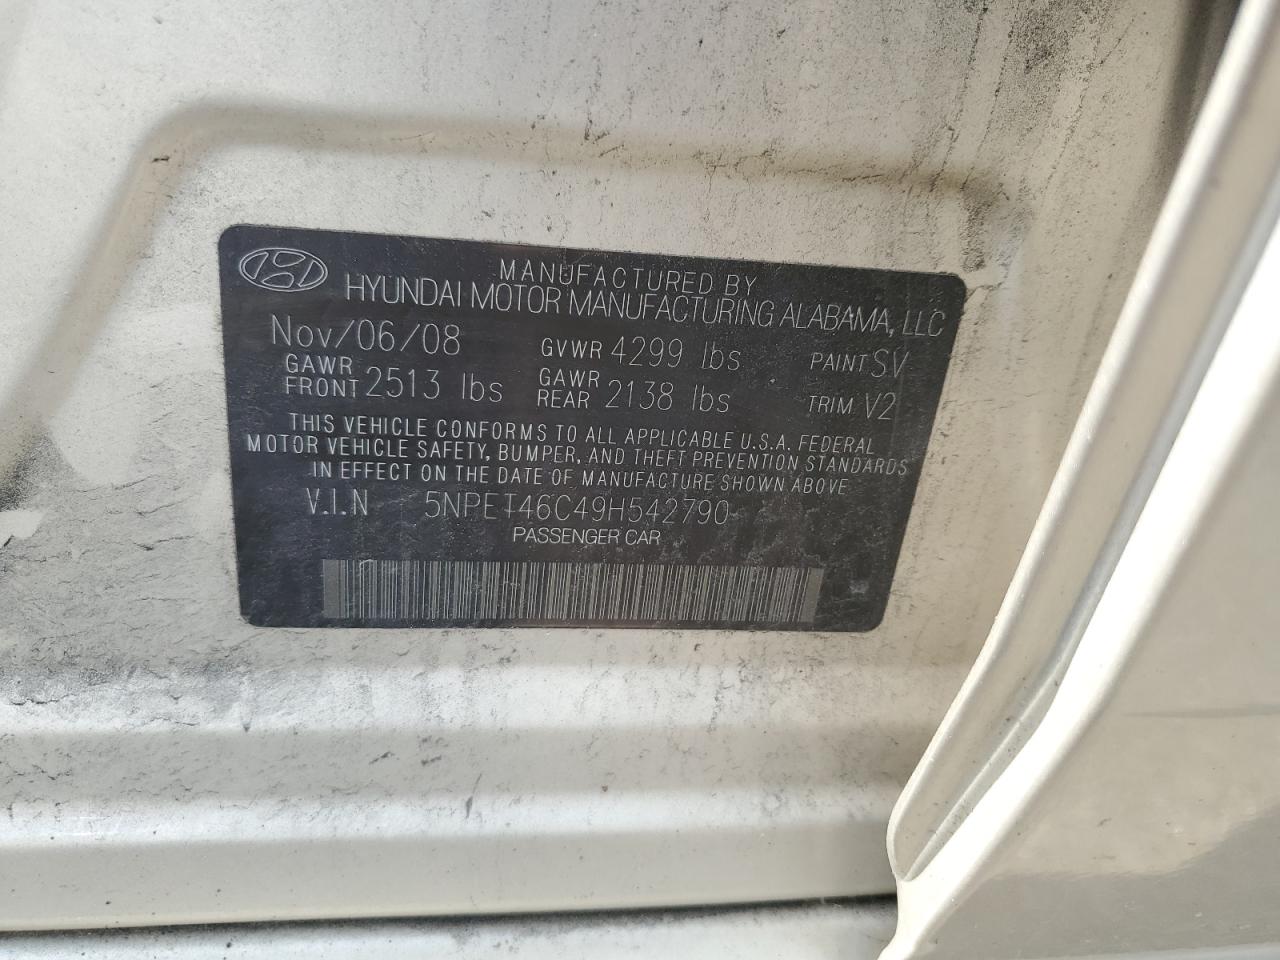 MANUFACTURED BY
HYUNDAI MOTOR MANUFACTURING ALABAMA, LLC
Nov/06/08 GVWR 4299 lbs PAINT SV
GAWR FRONT 2513 lbs GAWR REAR 2138 lbs TRIM V2
THIS VEHICLE CONFORMS TO ALL APPLICABLE U.S.A. FEDERAL
MOTOR VEHICLE SAFETY, BUMPER, AND THEFT PREVENTION STANDARDS
IN EFFECT ON THE DATE OF MANUFACTURE SHOWN ABOVE
V.I.N 5NPET46C49H542790
PASSENGER CAR